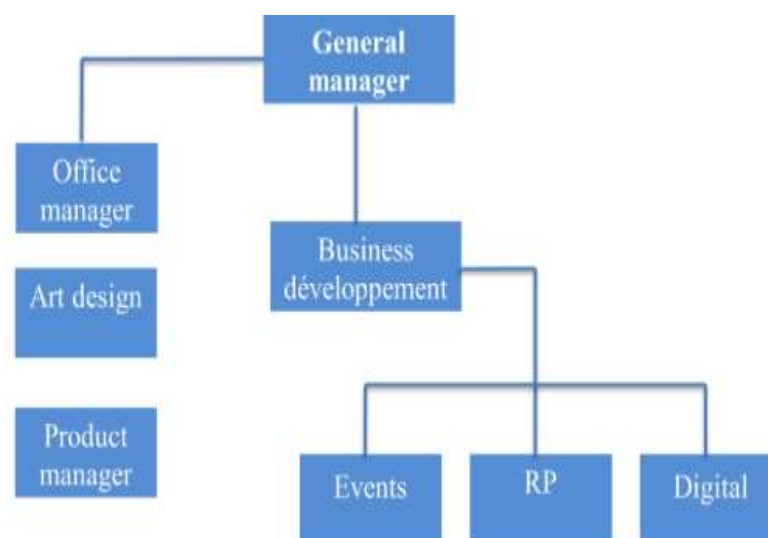 General
manager
Office
manager
Business
développement
Art design
Product
manager
Events
RP
Digital